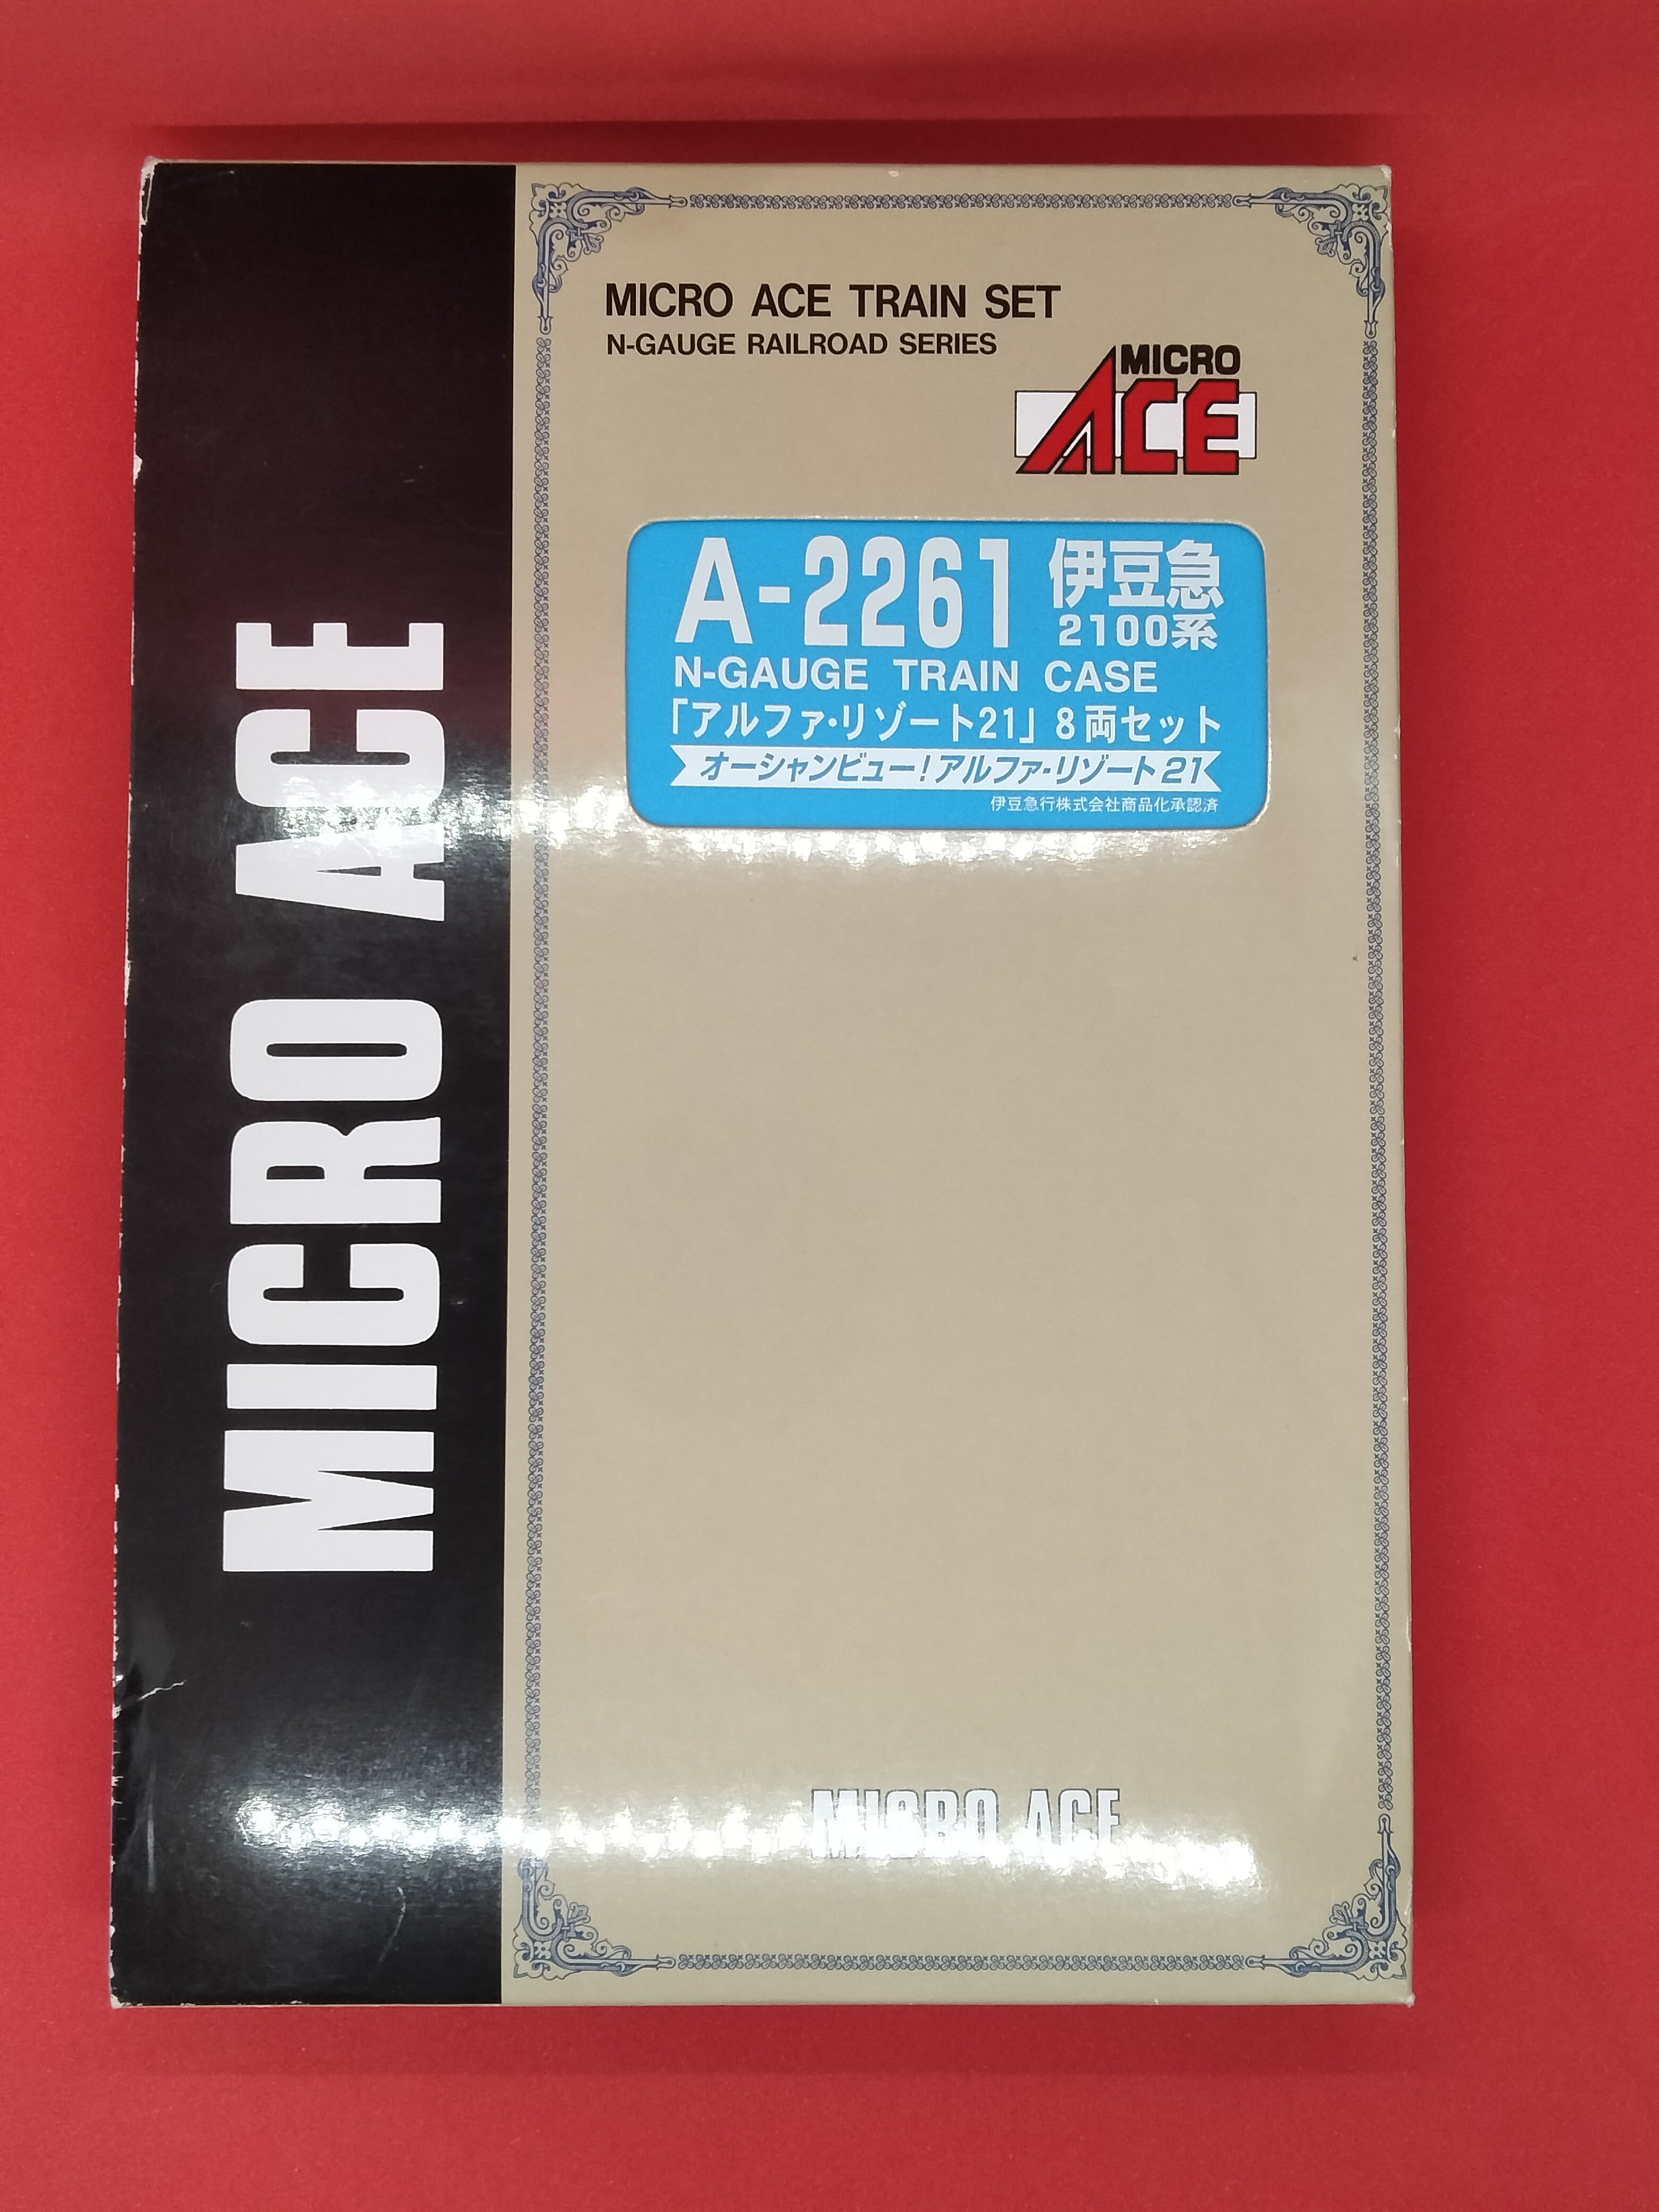 MICRO ACE
MICRO ACE TRAIN SET
N-GAUGE RAILROAD SERIES
MICRO
ACE
A-2261 伊豆急
2100系
N-GAUGE TRAIN CASE
「アルファ・リゾート21」8両セット
オーシャンビュー!アルファ・リゾート21
伊豆急行株式会社商品化承認済
MICRO ACE